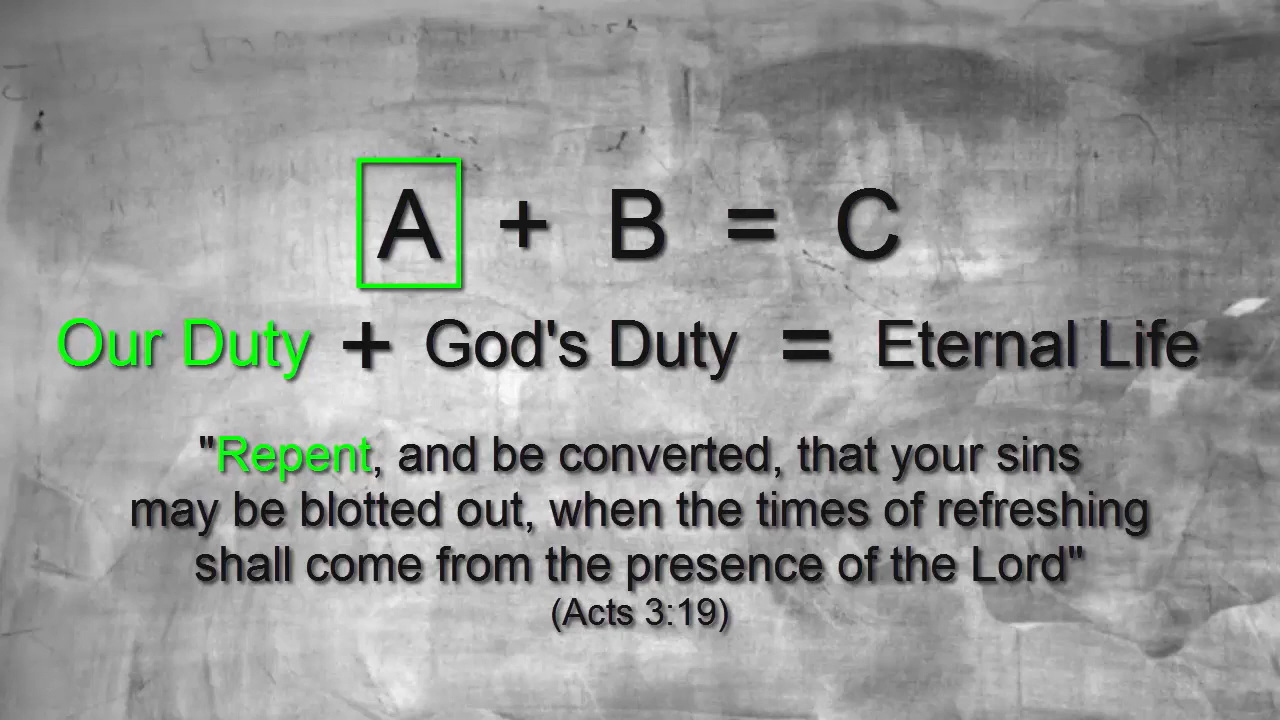 A + B = C
Our Duty + God's Duty = Eternal Life
"Repent, and be converted, that your sins
may be blotted out, when the times of refreshing
shall come from the presence of the Lord"
(Acts 3:19)